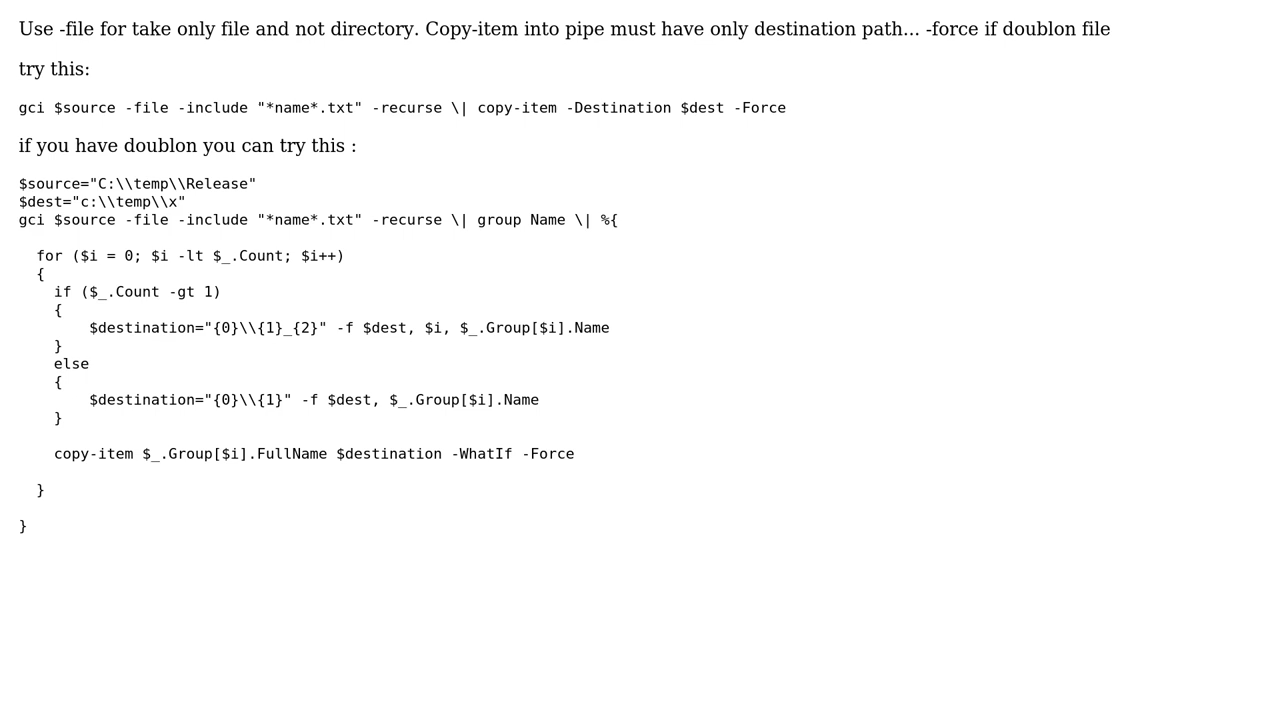 Use -file for take only file and not directory. Copy-item into pipe must have only destination path... -force if doublon file
try this:
gci $source -file -include "*name*.txt" -recurse \| copy-item -Destination $dest -Force
if you have doublon you can try this :
$source="C:\\temp\\Release"
$dest="c:\\temp\\x"
gci $source -file -include "*name*.txt" -recurse \| group Name \| %{
  for ($i = 0; $i -lt $_.Count; $i++)
  {
    if ($_.Count -gt 1)
    {
        $destination="{0}\\{1}_{2}" -f $dest, $i, $_.Group[$i].Name
    }
    else
    {
        $destination="{0}\\{1}" -f $dest, $_.Group[$i].Name
    }
    copy-item $_.Group[$i].FullName $destination -WhatIf -Force
  }
}